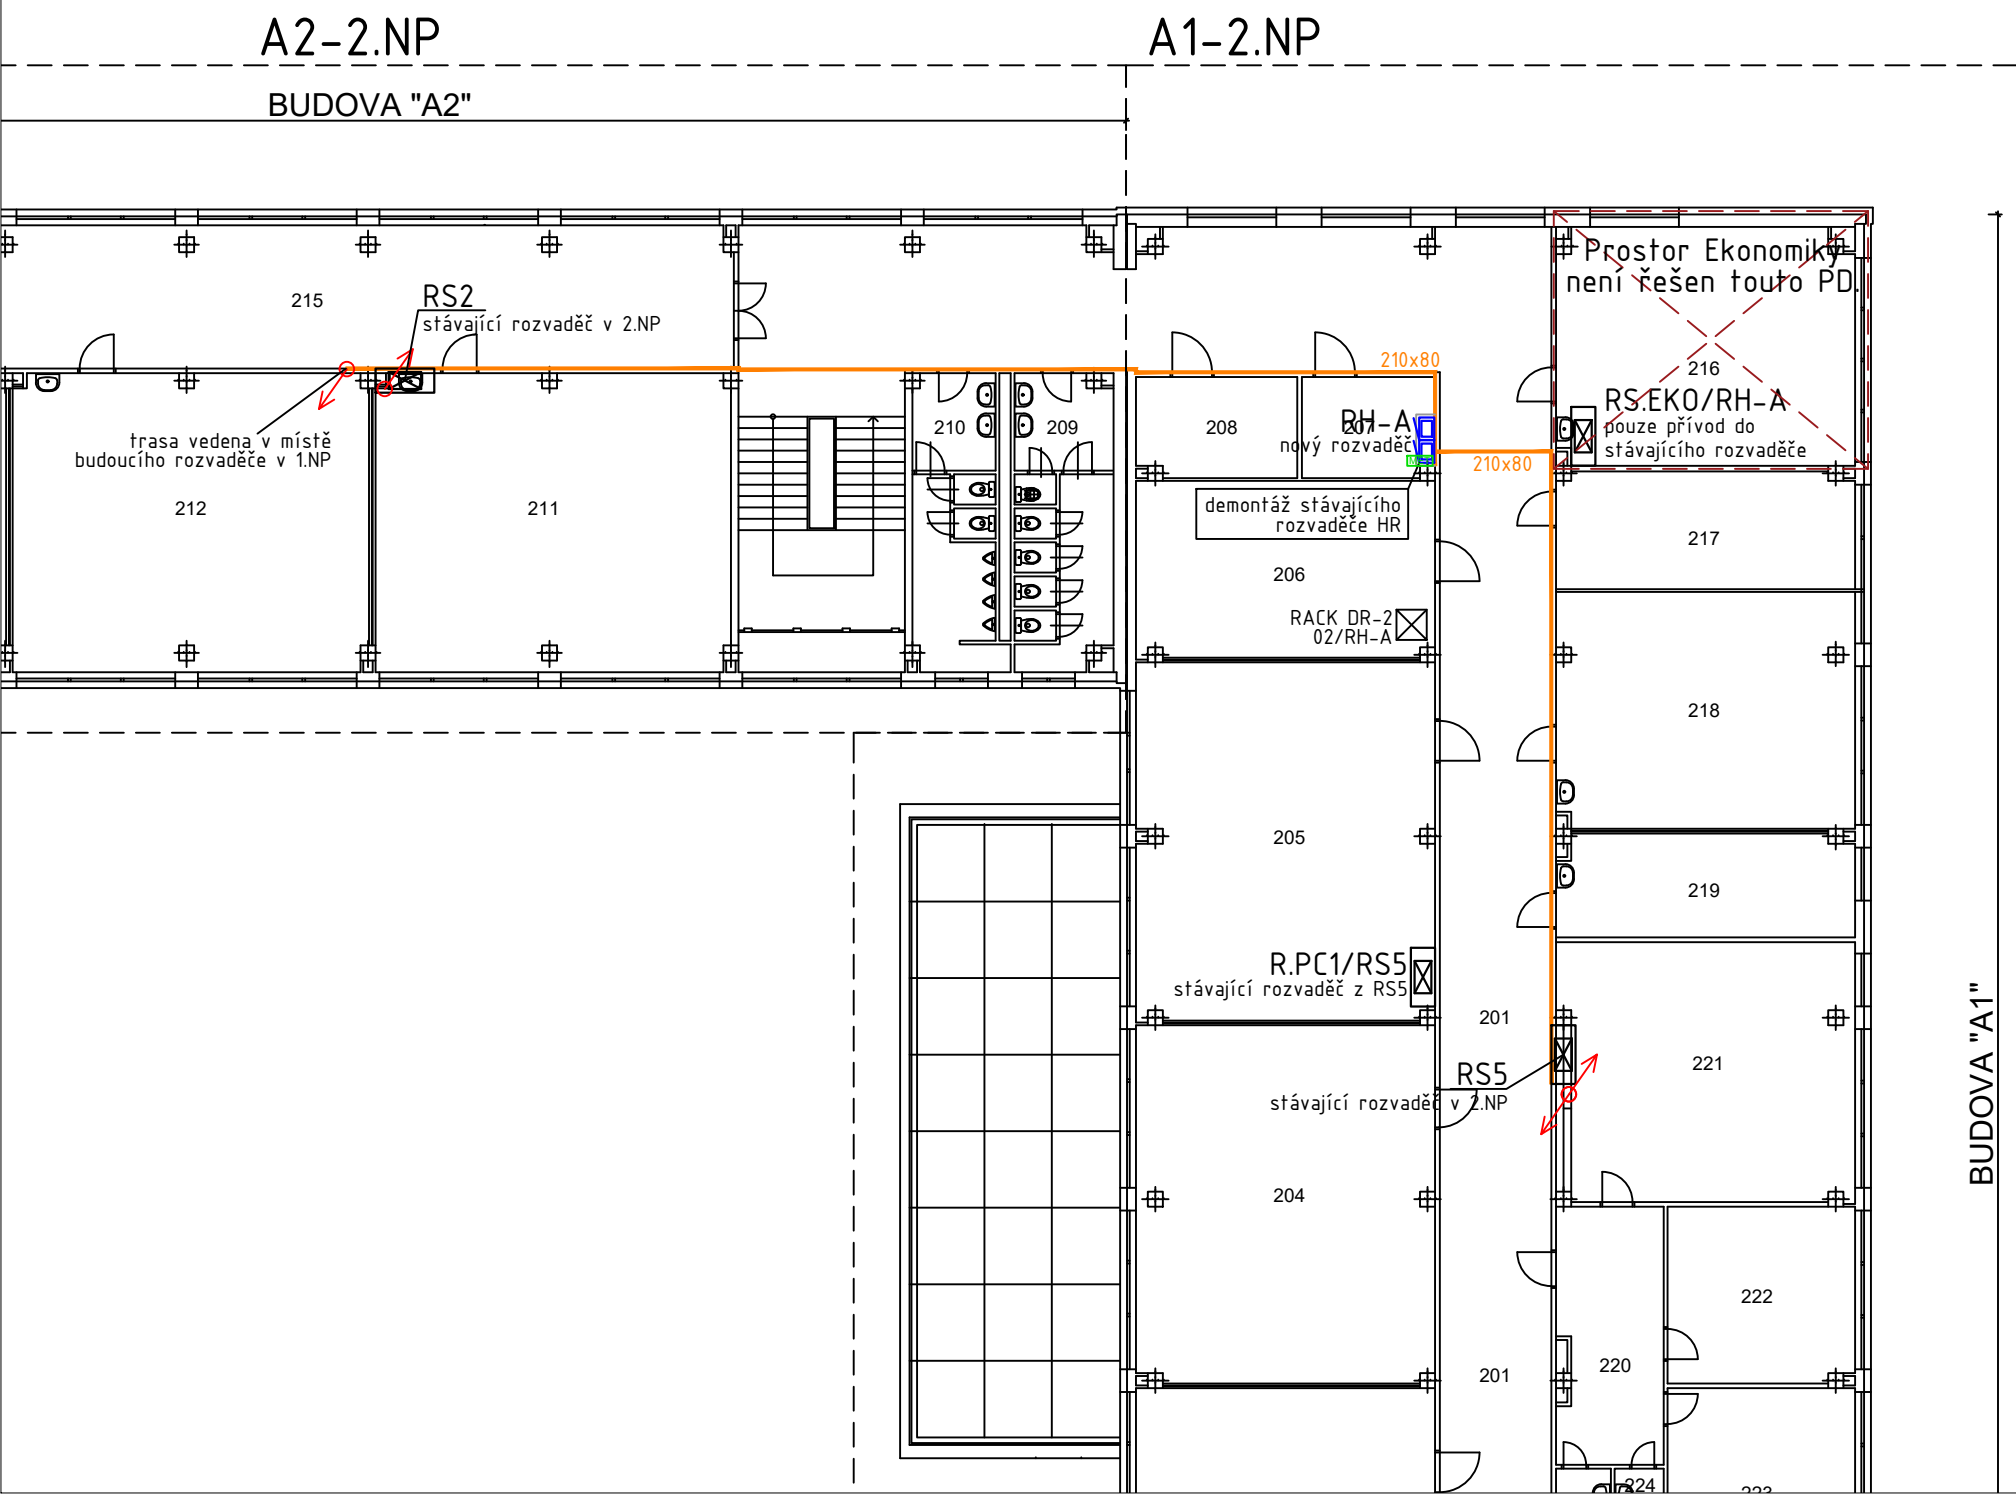 A2-2.NP
A1-2.NP
BUDOVA "A2"
215
RS2
stávající rozvaděč v 2.NP
trasa vedena v místě
budoucího rozvaděče v 1.NP
212
211
210
209
208
207
210x80
RH-A
nový rozvaděč
210x80
demontáž stávajícího
rozvaděče HR
Prostor Ekonomiky
není řešen touto PD.
216
RS.EKO/RH-A
pouze přívod do
stávajícího rozvaděče
217
206
RACK DR-2
02/RH-A
218
205
219
R.PC1/RS5
stávající rozvaděč z RS5
201
221
RS5
stávající rozvaděč v 2.NP
BUDOVA "A1"
204
222
220
201
224
223